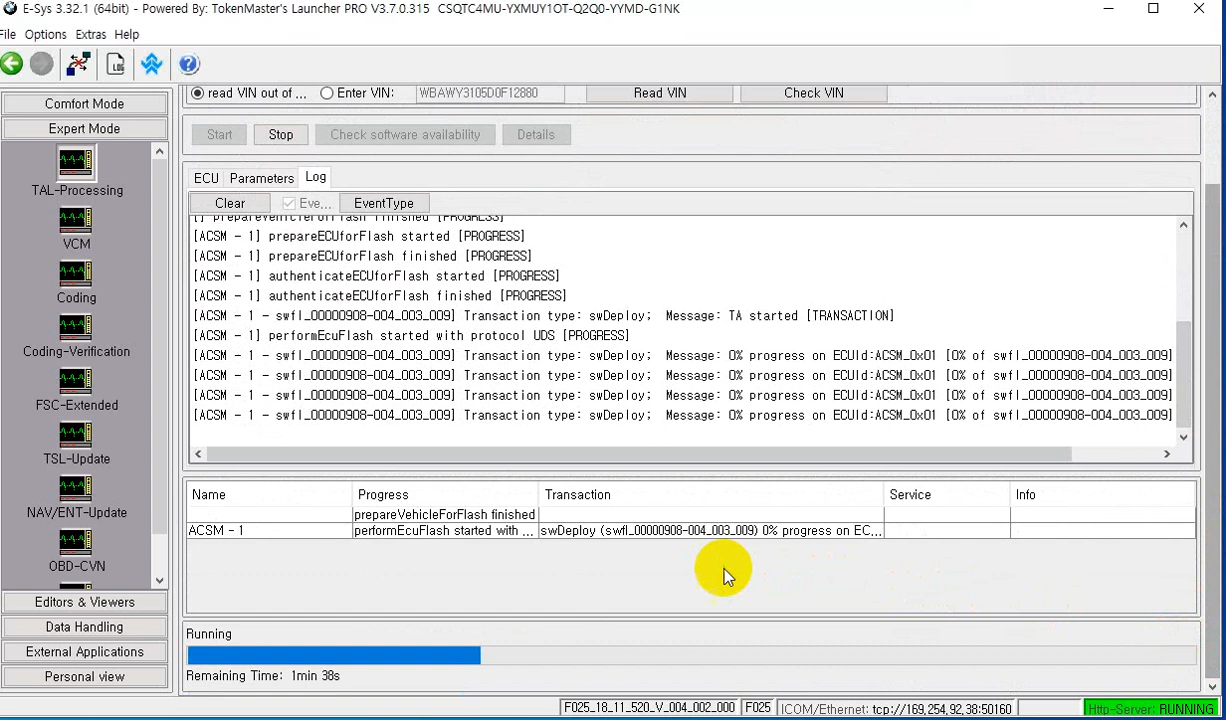 E-Sys 3.32.1 (64bit) - Powered By: TokenMaster's Launcher PRO V3.7.0.315 CSQTC4MU-YXMUY1OT-Q2Q0-YYMD-G1NK
File Options Extras Help
LOG
Comfort Mode
Expert Mode
TAL-Processing
VCM
Coding
Coding-Verification
FSC-Extended
TSL-Update
NAV/ENT-Update
OBD-CVN
Editors & Viewers
Data Handling
External Applications
Personal view
read VIN out of ... Enter VIN: WBAWY3105D0F12880 Read VIN Check VIN
Start Stop Check software availability Details
ECU Parameters Log
Clear Eve... EventType
[] prepareVehicleForFlash finished [PROGRESS]
[ACSM - 1] prepareECUforFlash started [PROGRESS]
[ACSM - 1] prepareECUforFlash finished [PROGRESS]
[ACSM - 1] authenticateECUforFlash started [PROGRESS]
[ACSM - 1] authenticateECUforFlash finished [PROGRESS]
[ACSM - 1 - swfl_00000908-004_003_009] Transaction type: swDeploy; Message: TA started [TRANSACTION]
[ACSM - 1] performEcuFlash started with protocol UDS [PROGRESS]
[ACSM - 1 - swfl_00000908-004_003_009] Transaction type: swDeploy; Message: 0% progress on ECUId:ACSM_0x01 [0% of swfl_00000908-004_003_009]
[ACSM - 1 - swfl_00000908-004_003_009] Transaction type: swDeploy; Message: 0% progress on ECUId:ACSM_0x01 [0% of swfl_00000908-004_003_009]
[ACSM - 1 - swfl_00000908-004_003_009] Transaction type: swDeploy; Message: 0% progress on ECUId:ACSM_0x01 [0% of swfl_00000908-004_003_009]
[ACSM - 1 - swfl_00000908-004_003_009] Transaction type: swDeploy; Message: 0% progress on ECUId:ACSM_0x01 [0% of swfl_00000908-004_003_009]
Name Progress Transaction Service Info
prepareVehicleForFlash finished
ACSM - 1 performEcuFlash started with ... swDeploy (swfl_00000908-004_003_009) 0% progress on EC...
Running
Remaining Time: 1min 38s
F025_18_11_520_V_004_002_000 F025 ICOM/Ethernet: tcp://169,254,92,38:50160 Http-Server: RUNNING